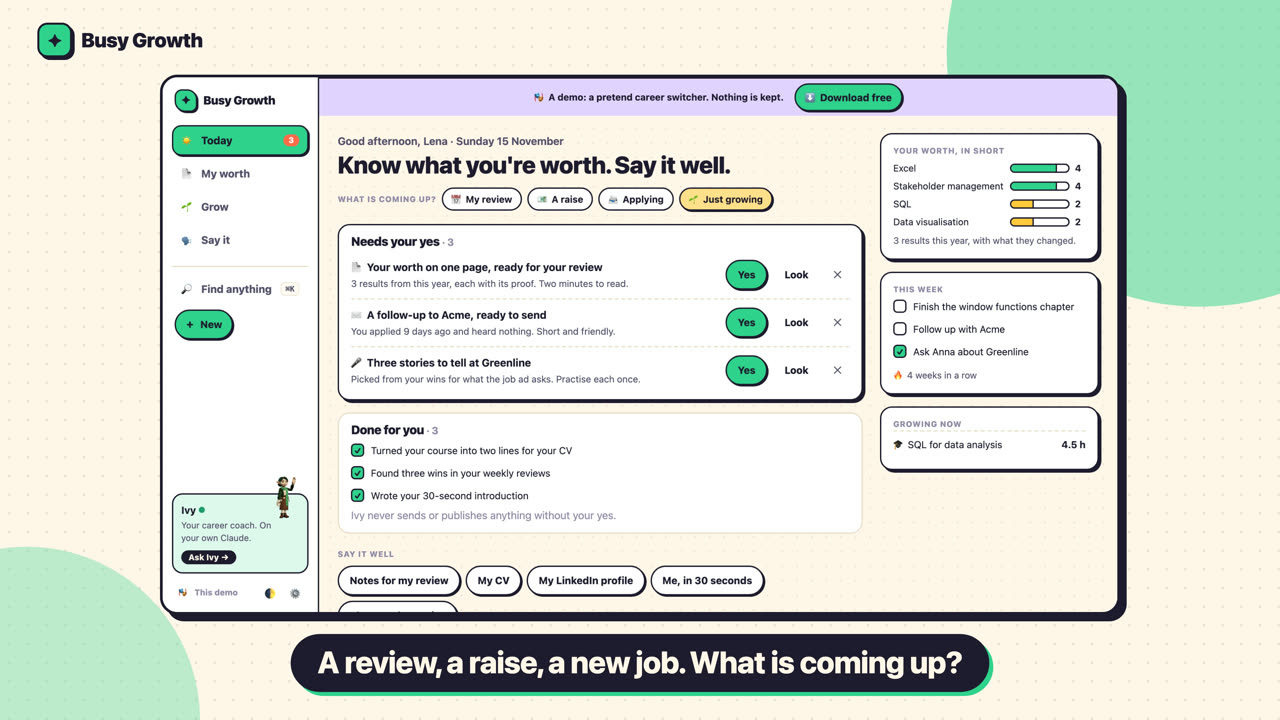 Busy Growth
Busy Growth
Today 3
My worth
Grow
Say it
Find anything ⌘K
+ New
Ivy
Your career coach. On
your own Claude.
Ask Ivy →
This demo
A demo: a pretend career switcher. Nothing is kept.
Download free
Good afternoon, Lena · Sunday 15 November
Know what you're worth. Say it well.
WHAT IS COMING UP?
My review
A raise
Applying
Just growing
Needs your yes · 3
Your worth on one page, ready for your review
3 results from this year, each with its proof. Two minutes to read.
Yes Look ×
A follow-up to Acme, ready to send
You applied 9 days ago and heard nothing. Short and friendly.
Yes Look ×
Three stories to tell at Greenline
Picked from your wins for what the job ad asks. Practise each once.
Yes Look ×
Done for you · 3
Turned your course into two lines for your CV
Found three wins in your weekly reviews
Wrote your 30-second introduction
Ivy never sends or publishes anything without your yes.
SAY IT WELL
Notes for my review
My CV
My LinkedIn profile
Me, in 30 seconds
YOUR WORTH, IN SHORT
Excel 4
Stakeholder management 4
SQL 2
Data visualisation 2
3 results this year, with what they changed.
THIS WEEK
Finish the window functions chapter
Follow up with Acme
Ask Anna about Greenline
4 weeks in a row
GROWING NOW
SQL for data analysis 4.5 h
A review, a raise, a new job. What is coming up?